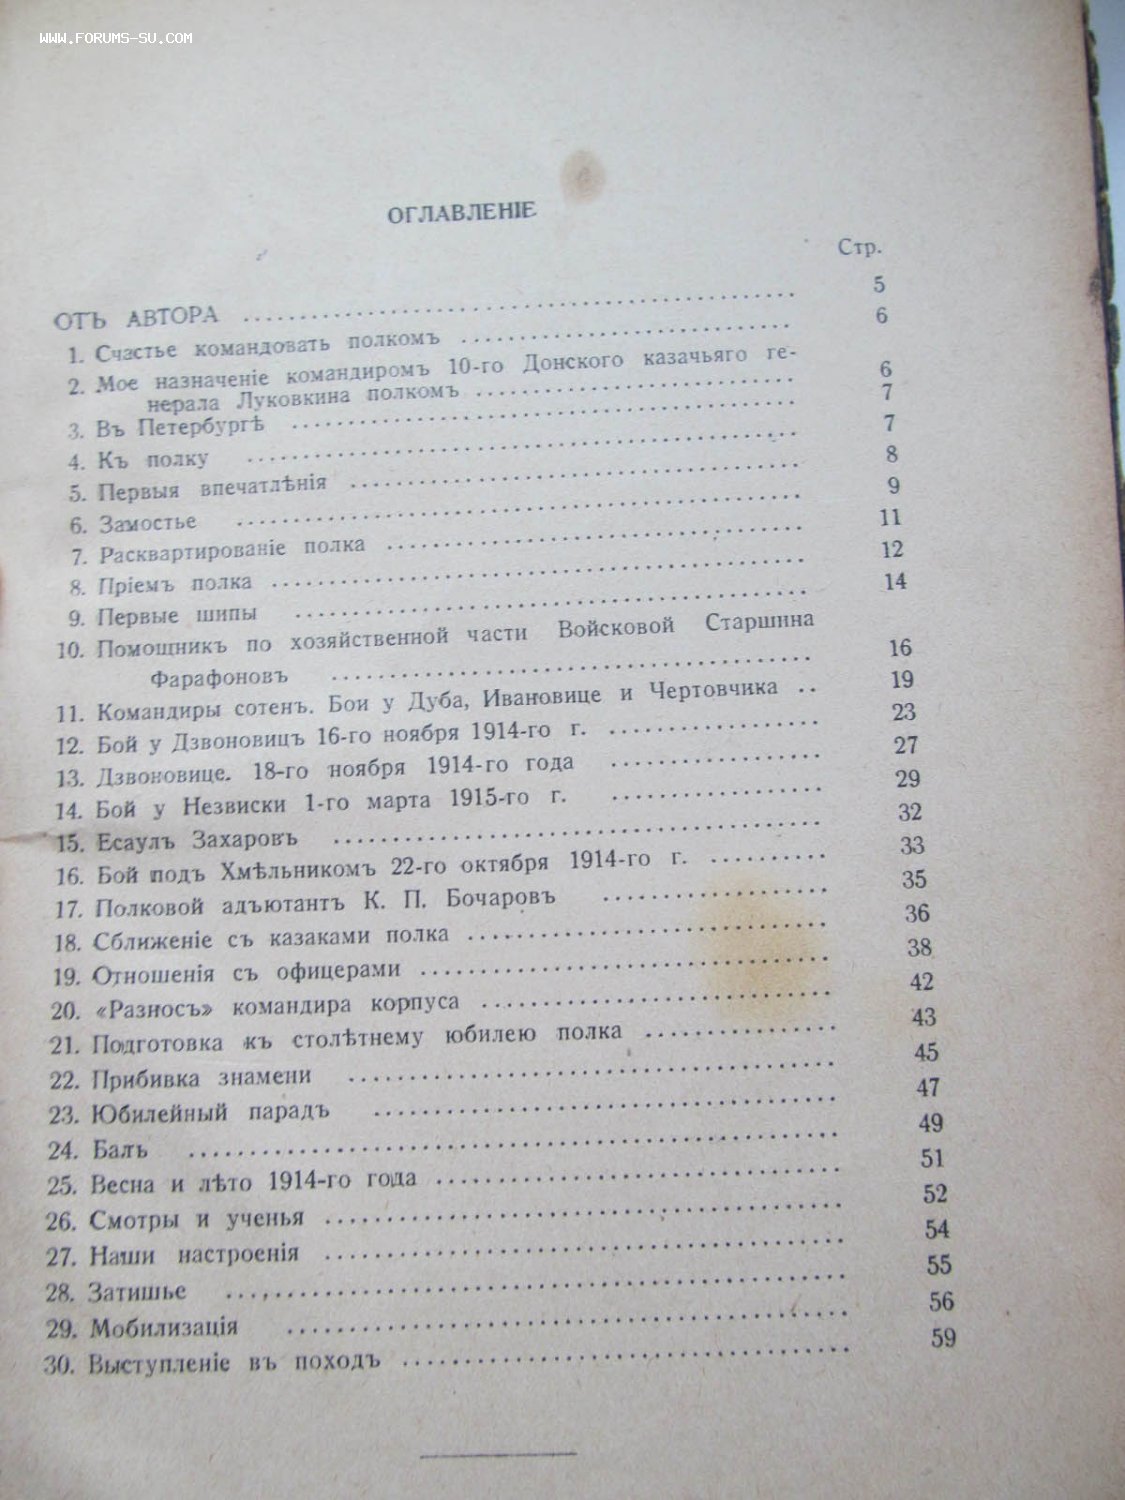 WWW.FORUMS-SU.COM
ОГЛАВЛЕНІЕ
Стр.
ОТЪ АВТОРА ........ 5
1. Счастье командовать полкомъ ........ 6
2. Мое назначеніе командиромъ 10-го Донского казачьяго ге-
нерала Луковкина полкомъ ........ 6
3. Въ Петербургѣ ........ 7
4. Къ полку ........ 7
5. Первыя впечатлѣнія ........ 8
6. Замостье ........ 9
7. Расквартированіе полка ........ 11
8. Пріемъ полка ........ 12
9. Первые шипы ........ 14
10. Помощникъ по хозяйственной части Войсковой Старшина
Фарафоновъ ........ 16
11. Командиры сотенъ. Бои у Дуба, Ивановице и Чертовчика .. 19
12. Бой у Дзвоновицъ 16-го ноября 1914-го г. ........ 23
13. Дзвоновице. 18-го ноября 1914-го года ........ 27
14. Бой у Незвиски 1-го марта 1915-го г. ........ 29
15. Есаулъ Захаровъ ........ 32
16. Бой подъ Хмѣльникомъ 22-го октября 1914-го г. ........ 33
17. Полковой адъютантъ К. П. Бочаровъ ........ 35
18. Сближеніе съ казаками полка ........ 36
19. Отношенія съ офицерами ........ 38
20. «Разносъ» командира корпуса ........ 42
21. Подготовка къ столѣтнему юбилею полка ........ 43
22. Прибивка знамени ........ 45
23. Юбилейный парадъ ........ 47
24. Балъ ........ 49
25. Весна и лѣто 1914-го года ........ 51
26. Смотры и ученья ........ 52
27. Наши настроенія ........ 54
28. Затишье ........ 55
29. Мобилизація ........ 56
30. Выступленіе въ походъ ........ 59